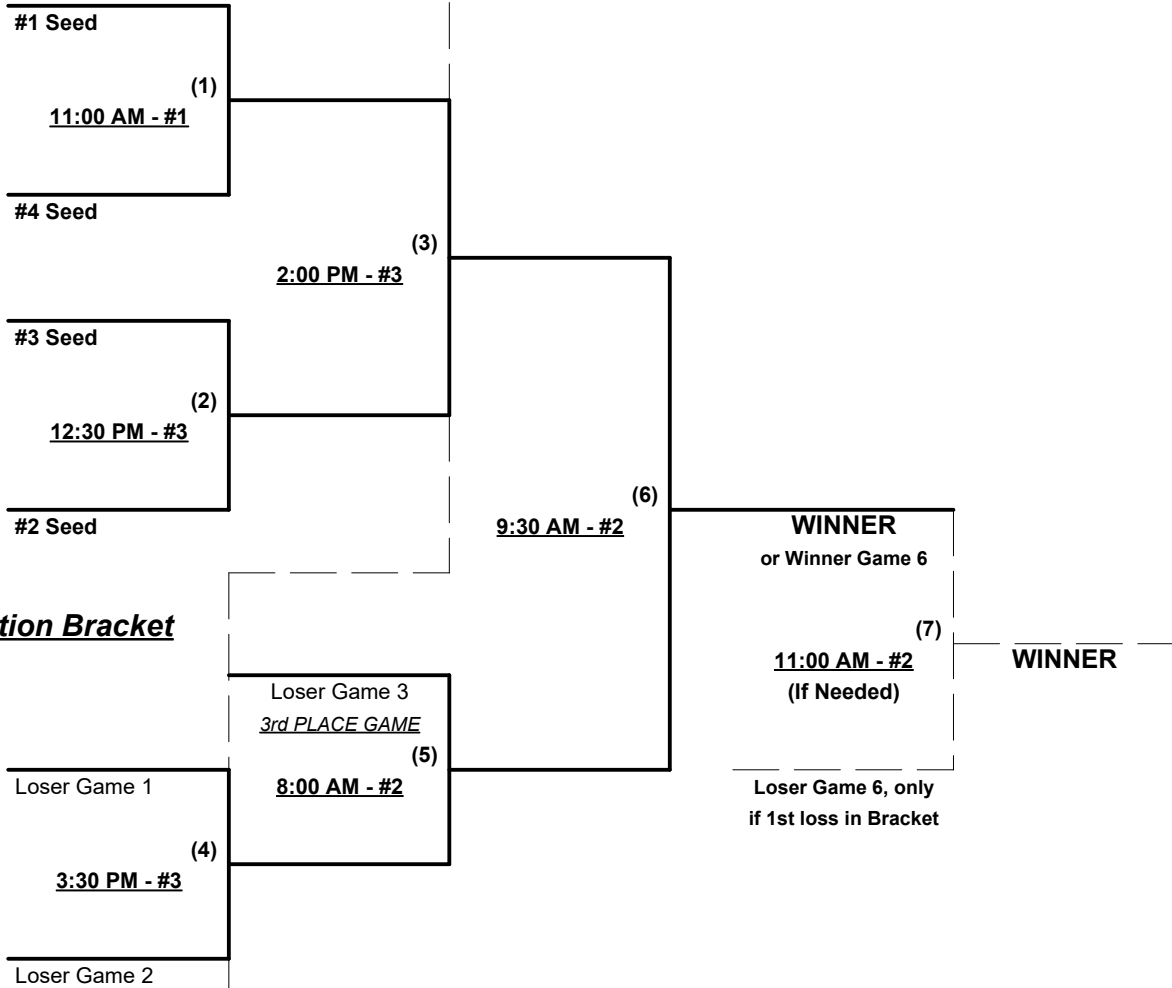 #1 Seed
(1)
11:00 AM - #1
#4 Seed
(3)
2:00 PM - #3
#3 Seed
(2)
12:30 PM - #3
#2 Seed
(6)
9:30 AM - #2
WINNER
or Winner Game 6
(7)
11:00 AM - #2
(If Needed)
WINNER
Loser Game 6, only
if 1st loss in Bracket
tion Bracket
Loser Game 3
3rd PLACE GAME
(5)
8:00 AM - #2
Loser Game 1
(4)
3:30 PM - #3
Loser Game 2